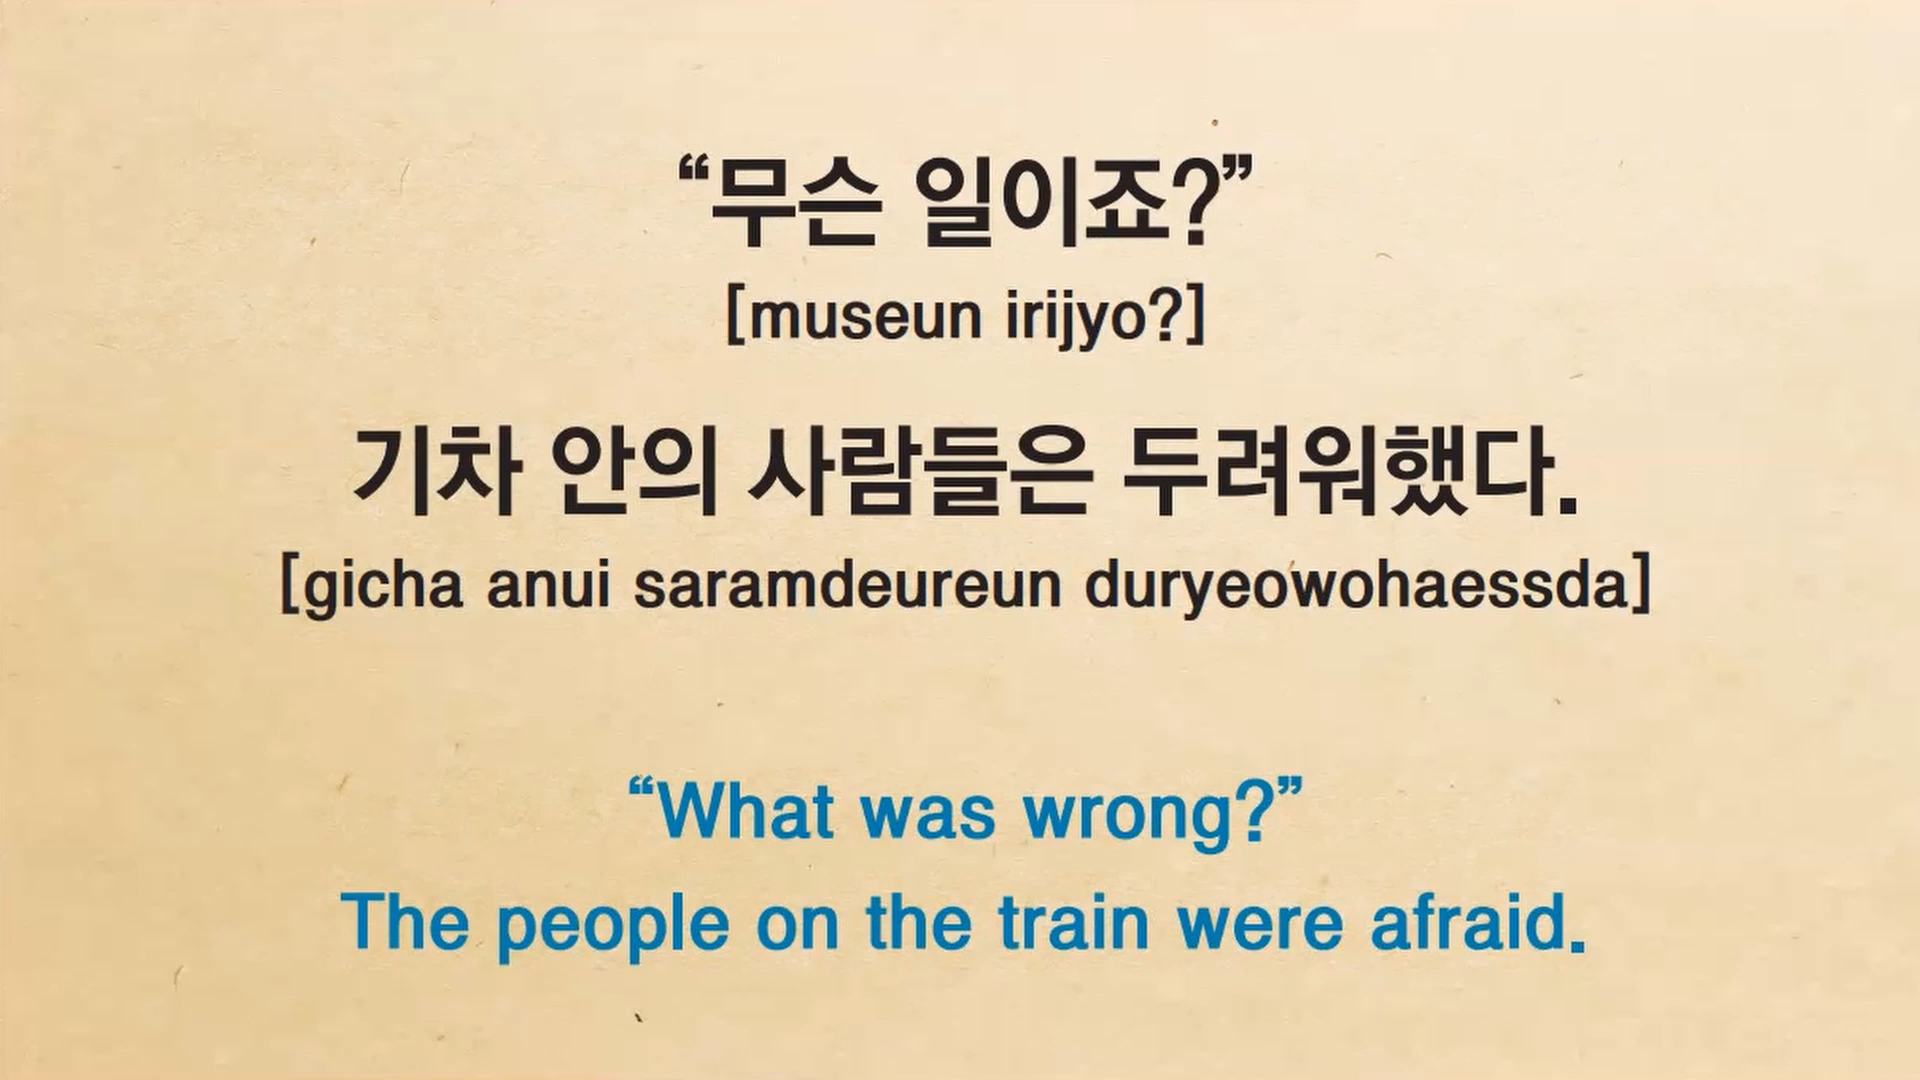 “무슨 일이죠?”
[museun irijyo?]
기차 안의 사람들은 두려워했다.
[gicha anui saramdeureun duryeowohaessda]
“What was wrong?”
The people on the train were afraid.